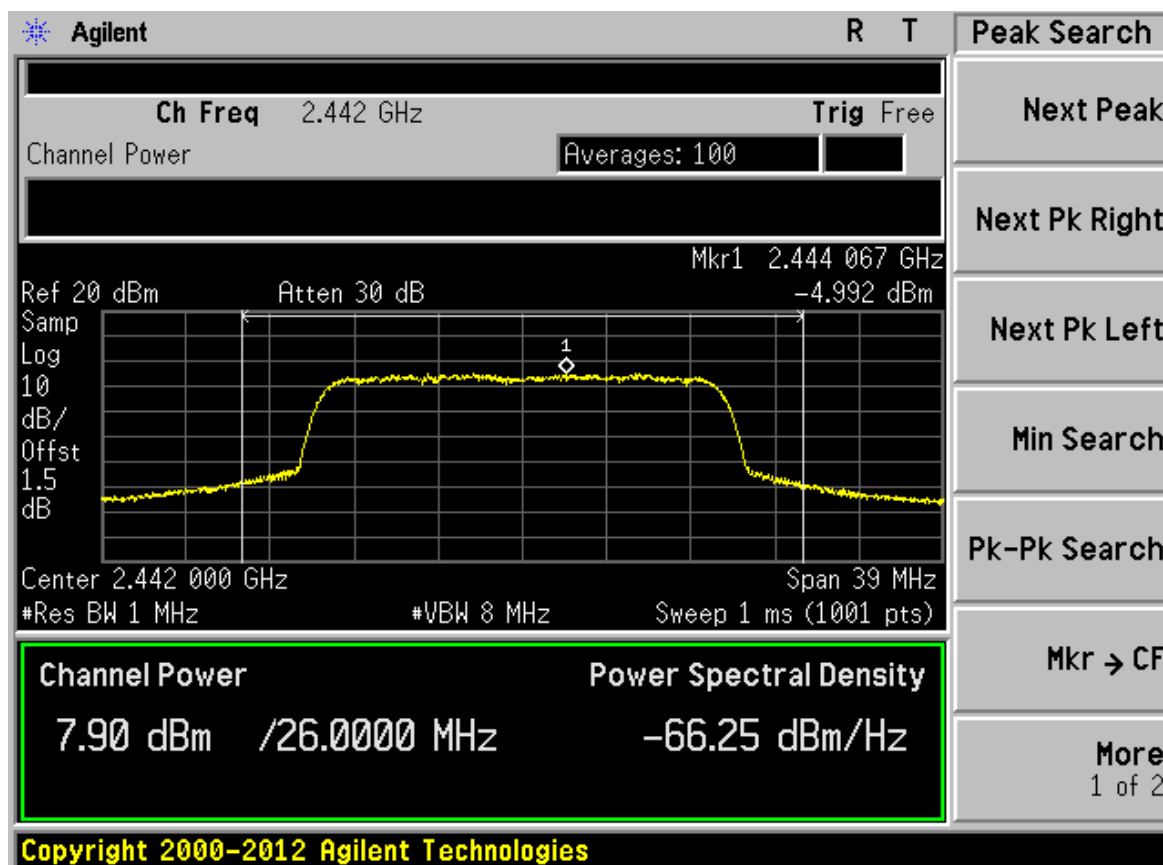 Agilent R T Peak Search
Ch Freq 2.442 GHz Trig Free
Channel Power Averages: 100
Mkr1 2.444 067 GHz
Ref 20 dBm Atten 30 dB -4.992 dBm
Samp
Log
10
dB/
Offst
1.5
dB
1
Center 2.442 000 GHz Span 39 MHz
#Res BW 1 MHz #VBW 8 MHz Sweep 1 ms (1001 pts)
Channel Power Power Spectral Density
7.90 dBm /26.0000 MHz -66.25 dBm/Hz
Copyright 2000-2012 Agilent Technologies
Next Peak
Next Pk Right
Next Pk Left
Min Search
Pk-Pk Search
Mkr → CF
More
1 of 2